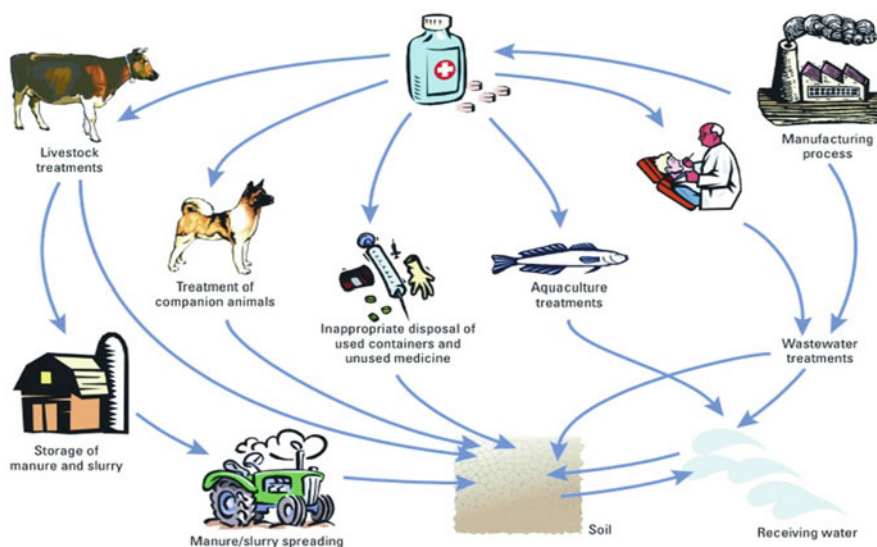 Livestock
treatments
Manufacturing
process
Treatment of
companion animals
Inappropriate disposal of
used containers and
unused medicine
Aquaculture
treatments
Wastewater
treatments
Storage of
manure and slurry
Manure/slurry spreading
Soil
Receiving water